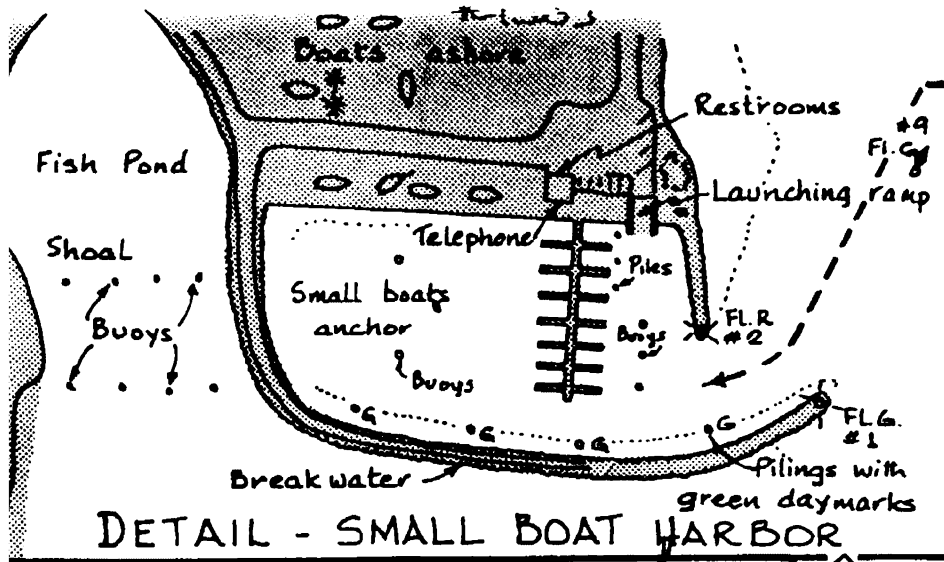 Boats ashore
Restrooms
#9
Fl.G
Fish Pond
Launching ramp
Telephone
Shoal
Piles
Small boats
anchor
Buoys
Buoys
Fl.R
#2
Buoys
G
G
G
G
Fl.G.
#1
Breakwater
Pilings with
green daymarks
DETAIL - SMALL BOAT HARBOR